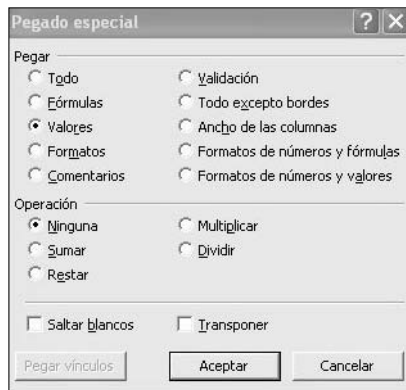 Pegado especial
Pegar
Todo
Validación
Fórmulas
Todo excepto bordes
Valores
Ancho de las columnas
Formatos
Formatos de números y fórmulas
Comentarios
Formatos de números y valores
Operación
Ninguna
Multiplicar
Sumar
Dividir
Restar
Saltar blancos
Transponer
Pegar vínculos
Aceptar
Cancelar